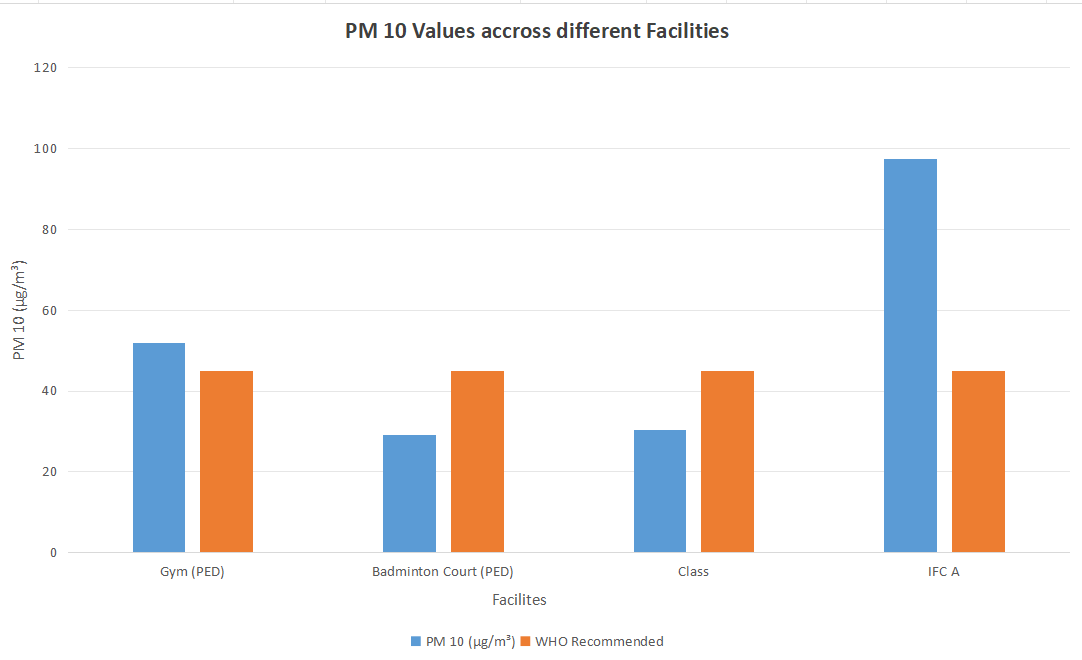 PM 10 Values accross different Facilities
120
100
80
60
40
20
0
PM 10 (µg/m³)
Gym (PED)
Badminton Court (PED)
Class
IFC A
Facilites
PM 10 (µg/m³)
WHO Recommended